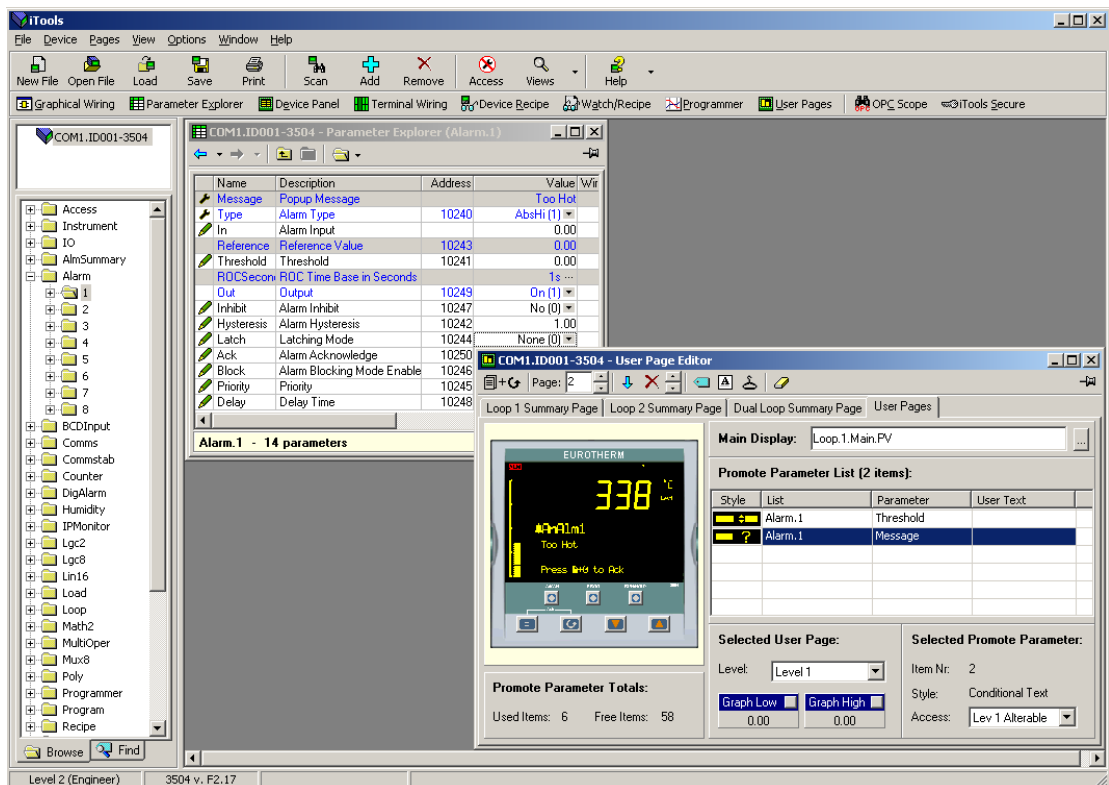 iTools
File Device Pages View Options Window Help
New File Open File Load Save Print Scan Add Remove Access Views Help
Graphical Wiring Parameter Explorer Device Panel Terminal Wiring Device Recipe Watch/Recipe Programmer User Pages OPC Scope iTools Secure
COM1.ID001-3504
Access
Instrument
IO
AlmSummary
Alarm
1
2
3
4
5
6
7
8
BCDInput
Comms
Commstab
Counter
DigAlarm
Humidity
IPMonitor
Lgc2
Lgc8
Lin16
Load
Loop
Math2
MultiOper
Mux8
Poly
Programmer
Program
Recipe
Browse Find
COM1.ID001-3504 - Parameter Explorer (Alarm.1)
Name Description Address Value Wir
Message Popup Message Too Hot
Type Alarm Type 10240 AbsHi (1)
In Alarm Input 0.00
Reference Reference Value 10243 0.00
Threshold Threshold 10241 0.00
ROCSecon ROC Time Base in Seconds 1s ...
Out Output 10249 On (1)
Inhibit Alarm Inhibit 10247 No (0)
Hysteresis Alarm Hysteresis 10242 1.00
Latch Latching Mode 10244 None (0)
Ack Alarm Acknowledge 10250
Block Alarm Blocking Mode Enable 10246
Priority Priority 10245
Delay Delay Time 10248
Alarm.1 - 14 parameters
COM1.ID001-3504 - User Page Editor
Page: 2 A
Loop 1 Summary Page Loop 2 Summary Page Dual Loop Summary Page User Pages
EUROTHERM
338 °C
AnAlm1
Too Hot
Press + to Ack
Main Display: Loop.1.Main.PV ...
Promote Parameter List (2 items):
Style List Parameter User Text
Alarm.1 Threshold
? Alarm.1 Message
Promote Parameter Totals:
Used Items: 6 Free Items: 58
Selected User Page:
Level: Level 1
Graph Low Graph High
0.00 0.00
Selected Promote Parameter:
Item Nr: 2
Style: Conditional Text
Access: Lev 1 Alterable
Level 2 (Engineer) 3504 v. F2.17